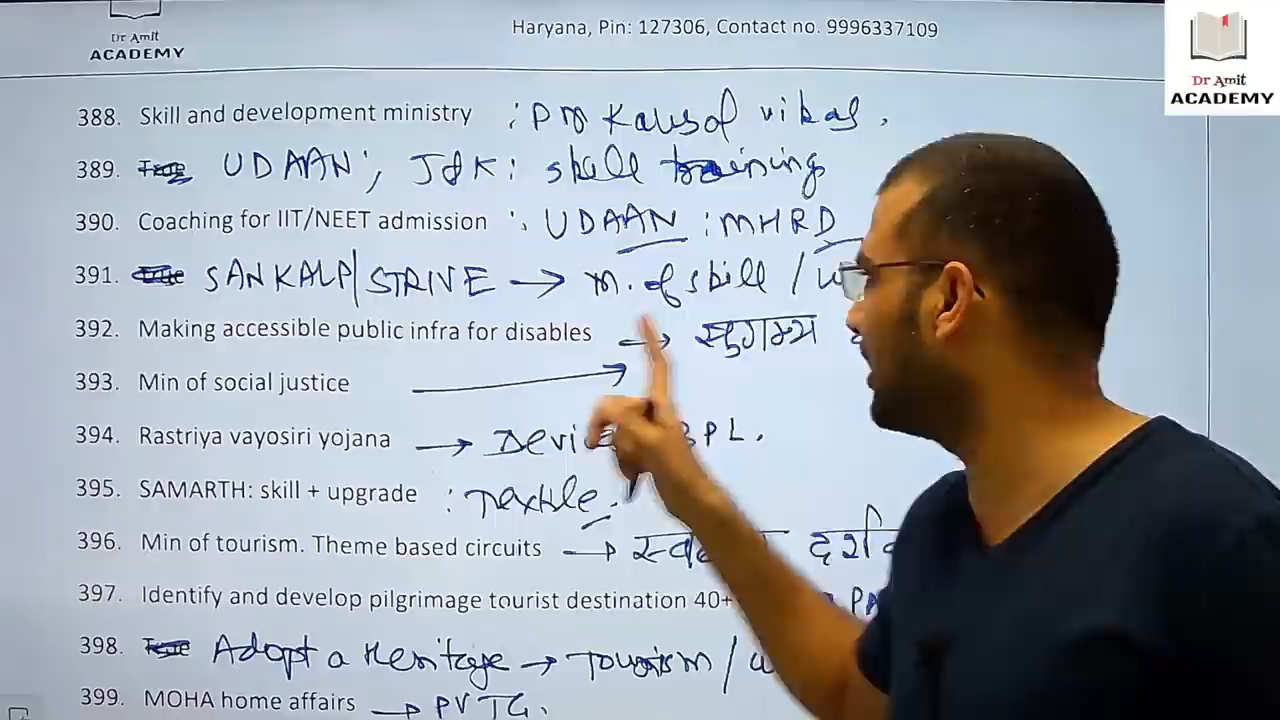 Dr Amit
ACADEMY
Haryana, Pin: 127306, Contact no. 9996337109
Dr Amit
ACADEMY
388. Skill and development ministry : PM Kaushal vikas.
389. UDAAN ; J&K : skill training
390. Coaching for IIT/NEET admission : UDAAN : MHRD
391. SANKALP/STRIVE → M. of skill / W
392. Making accessible public infra for disables → सुगम्य
393. Min of social justice →
394. Rastriya vayosiri yojana → BPL.
395. SAMARTH: skill + upgrade : Textile.
396. Min of tourism. Theme based circuits →
397. Identify and develop pilgrimage tourist destination 40+
398. Adopt a Heritage → Tourism / W
399. MOHA home affairs → PVTG.